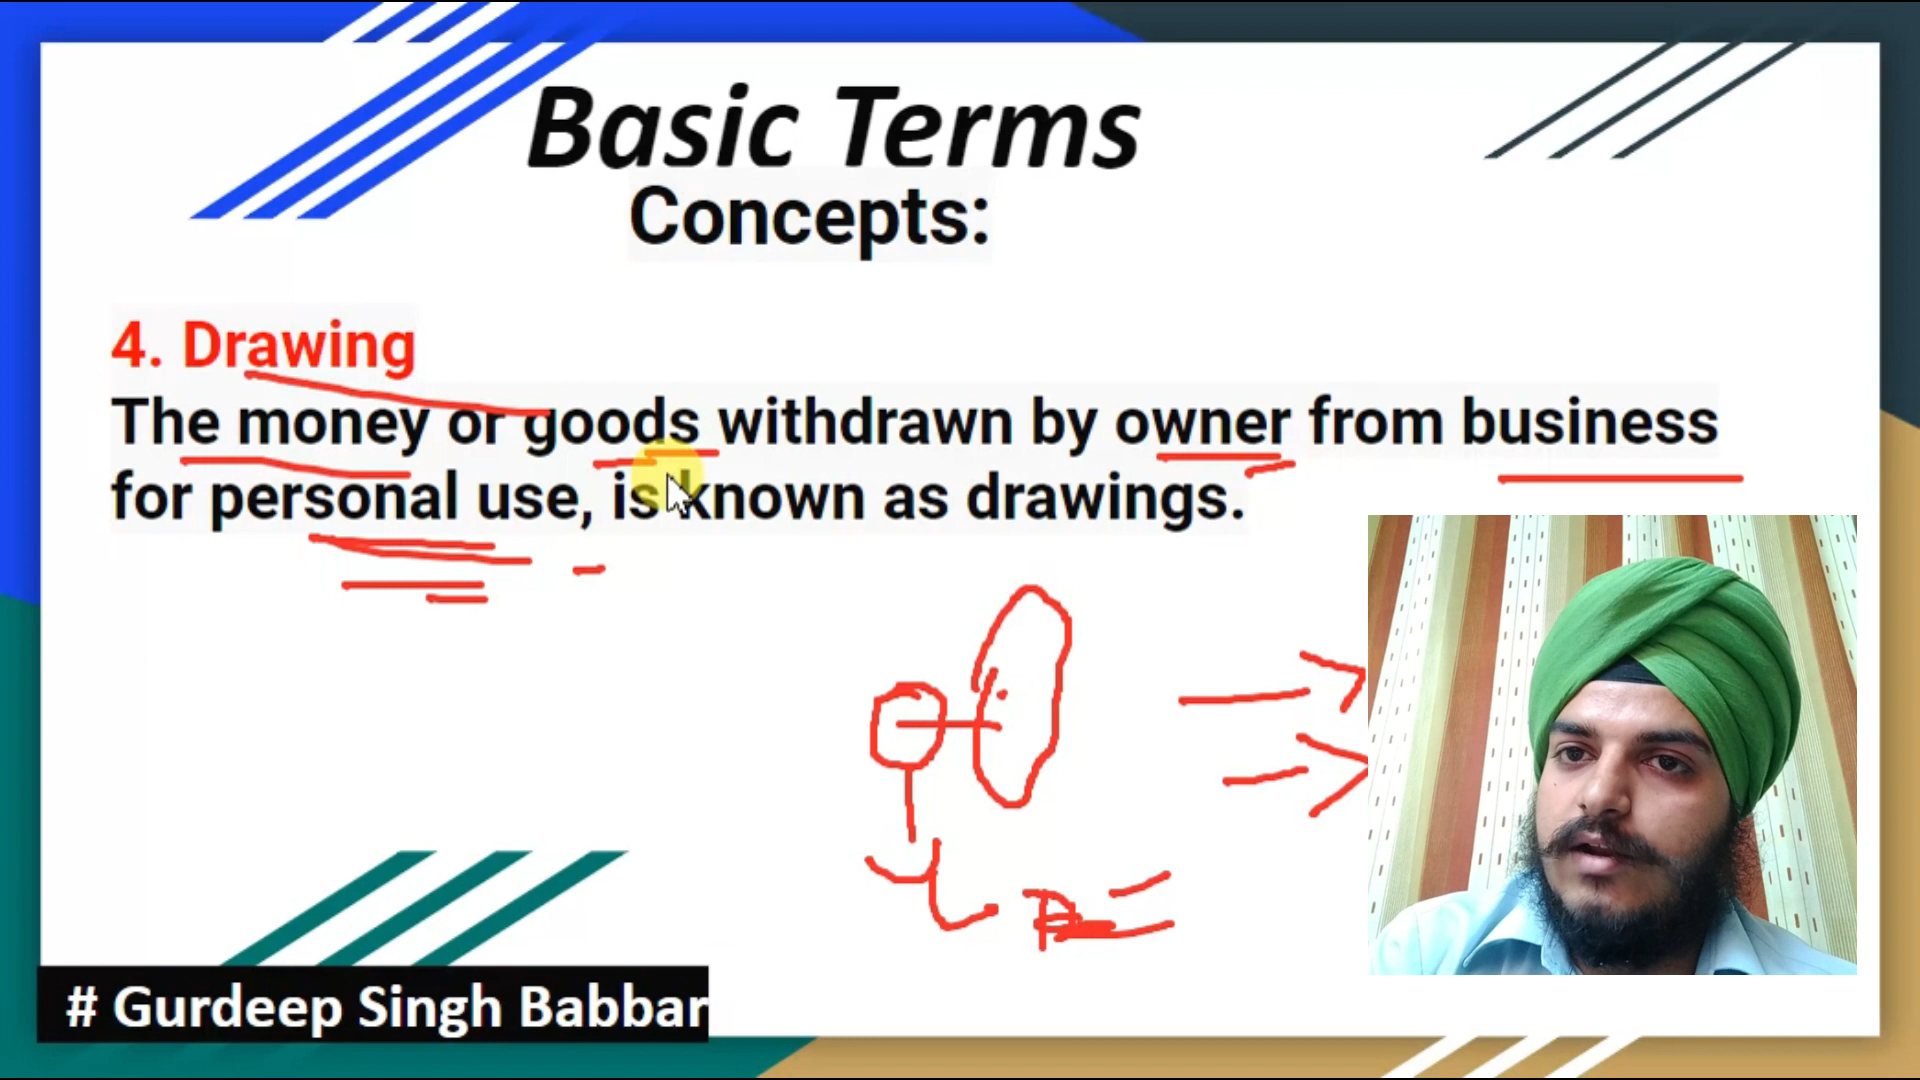 Basic Terms
Concepts:
4. Drawing
The money or goods withdrawn by owner from business
for personal use, is known as drawings.
# Gurdeep Singh Babbar